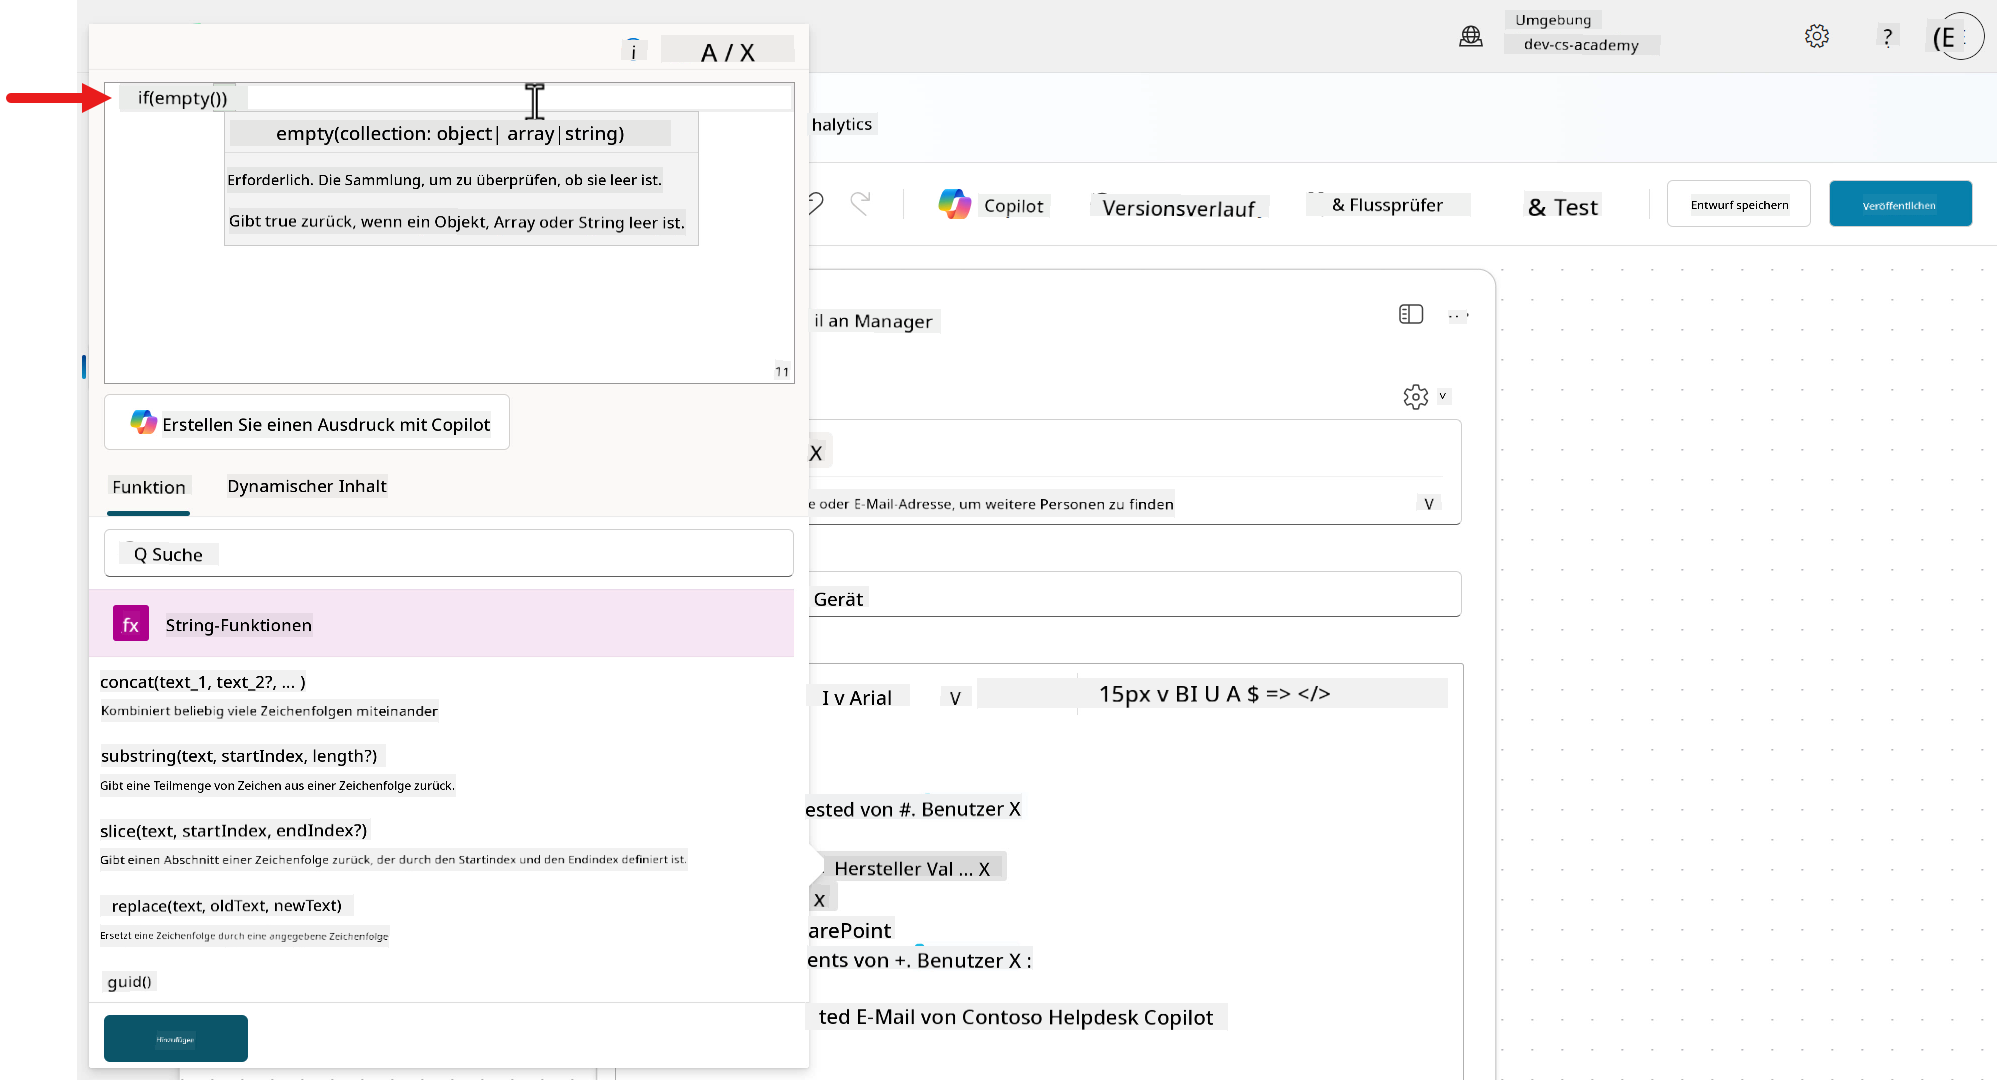 Umgebung
dev-cs-academy
?
(E
i
A / X
if(empty())
empty(collection: object| array|string)
Erforderlich. Die Sammlung, um zu überprüfen, ob sie leer ist.
Gibt true zurück, wenn ein Objekt, Array oder String leer ist.
11
Erstellen Sie einen Ausdruck mit Copilot
Funktion
Dynamischer Inhalt
Q Suche
fx
String-Funktionen
concat(text_1, text_2?, ... )
Kombiniert beliebig viele Zeichenfolgen miteinander
substring(text, startIndex, length?)
Gibt eine Teilmenge von Zeichen aus einer Zeichenfolge zurück.
slice(text, startIndex, endIndex?)
Gibt einen Abschnitt einer Zeichenfolge zurück, der durch den Startindex und den Endindex definiert ist.
replace(text, oldText, newText)
Ersetzt eine Zeichenfolge durch eine angegebene Zeichenfolge
guid()
Hinzufügen
halytics
Copilot
Versionsverlauf
& Flussprüfer
& Test
Entwurf speichern
Veröffentlichen
il an Manager
v
X
e oder E-Mail-Adresse, um weitere Personen zu finden
V
Gerät
I v Arial
V
15px v BI U A $ => </>
ested von #. Benutzer X
Hersteller Val ... X
x
arePoint
ents von +. Benutzer X :
ted E-Mail von Contoso Helpdesk Copilot